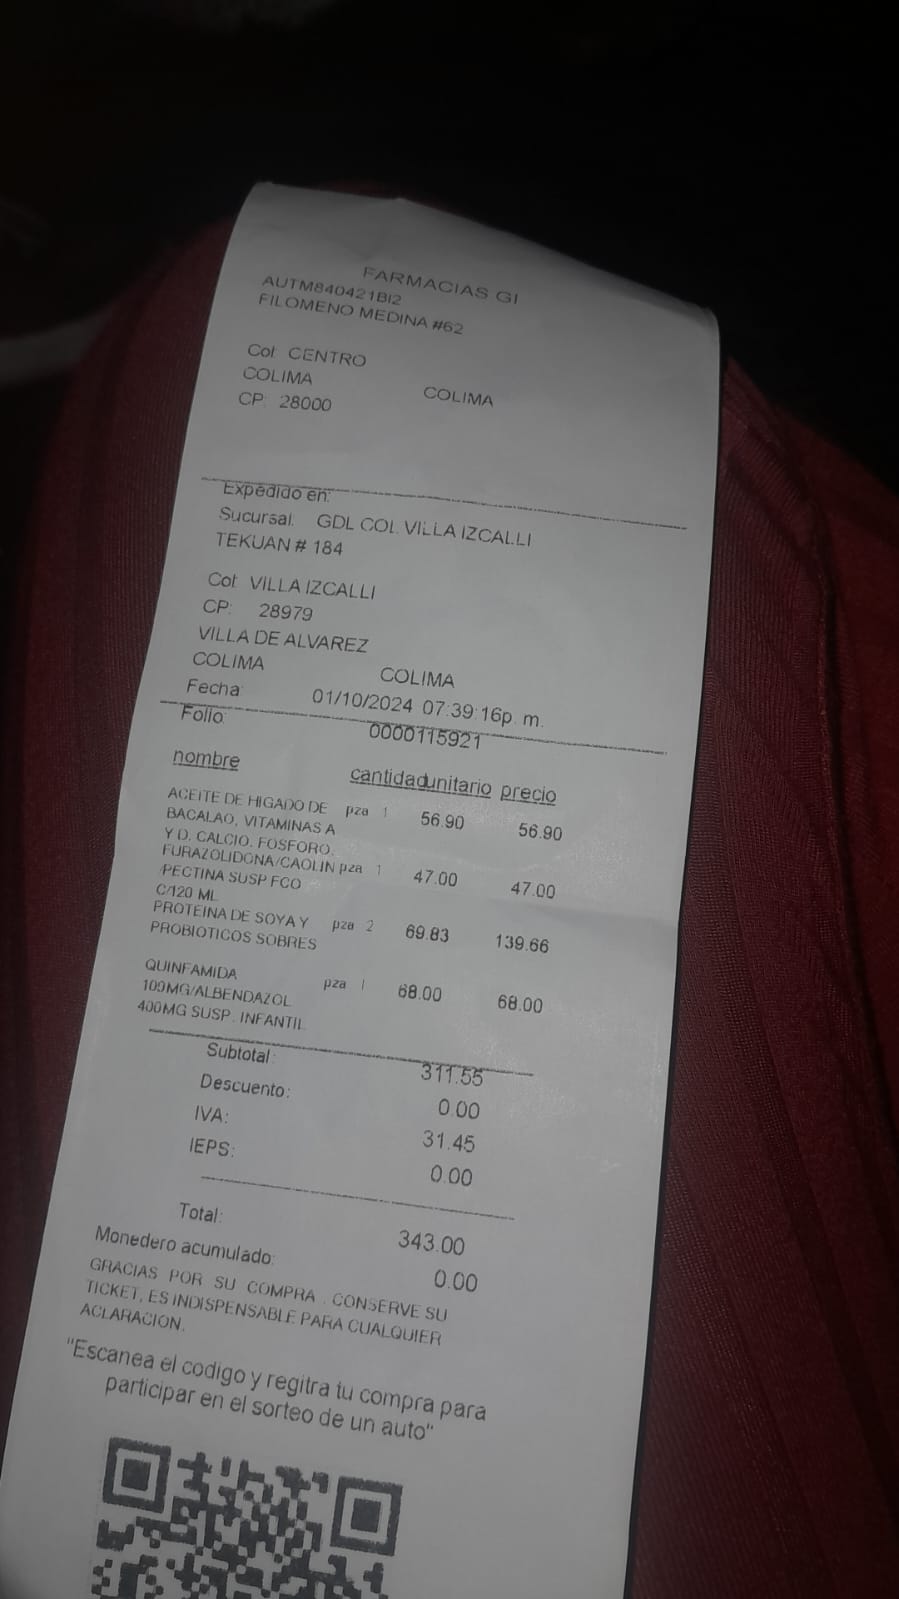 FARMACIAS GI
AUTM840421BI2
FILOMENO MEDINA #62
Col: CENTRO
COLIMA COLIMA
CP: 28000
Expedido en:
Sucursal: GDL COL. VILLA IZCALLI
TEKUAN # 184
Col: VILLA IZCALLI
CP: 28979
VILLA DE ALVAREZ
COLIMA COLIMA
Fecha: 01/10/2024 07:39:16p. m.
Folio: 0000115921
nombre cantidad unitario precio
ACEITE DE HIGADO DE pza 1 56.90 56.90
BACALAO, VITAMINAS A
Y D. CALCIO. FOSFORO.
FURAZOLIDONA/CAOLIN pza 1 47.00 47.00
/PECTINA SUSP FCO
C/120 ML
PROTEINA DE SOYA Y pza 2 69.83 139.66
PROBIOTICOS SOBRES
QUINFAMIDA pza 1 68.00 68.00
100MG/ALBENDAZOL
400MG SUSP. INFANTIL
Subtotal: 311.55
Descuento: 0.00
IVA: 31.45
IEPS: 0.00
Total: 343.00
Monedero acumulado: 0.00
GRACIAS POR SU COMPRA . CONSERVE SU
TICKET, ES INDISPENSABLE PARA CUALQUIER
ACLARACION.
"Escanea el codigo y regitra tu compra para
participar en el sorteo de un auto"